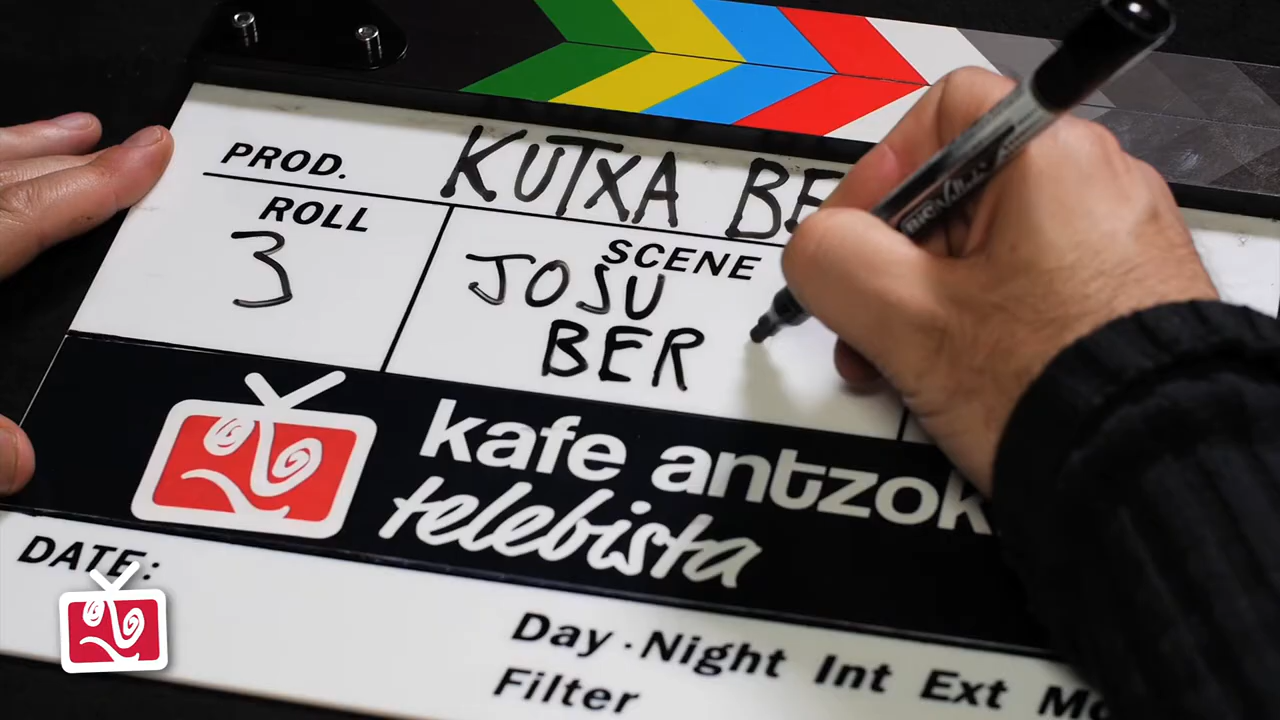 PROD. KUTXA BE
ROLL
3
SCENE
JOSU
BER
kafe antzok
telebista
DATE:
Day · Night Int Ext
Filter